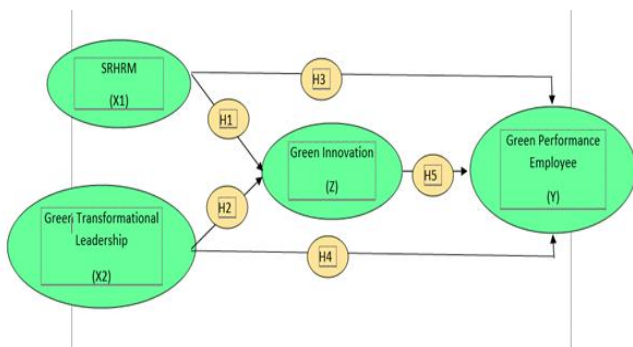 SRHRM
(X1)
H3
H1
Green Innovation
(Z)
H5
Green Performance
Employee
(Y)
H2
Green Transformational
Leadership
(X2)
H4